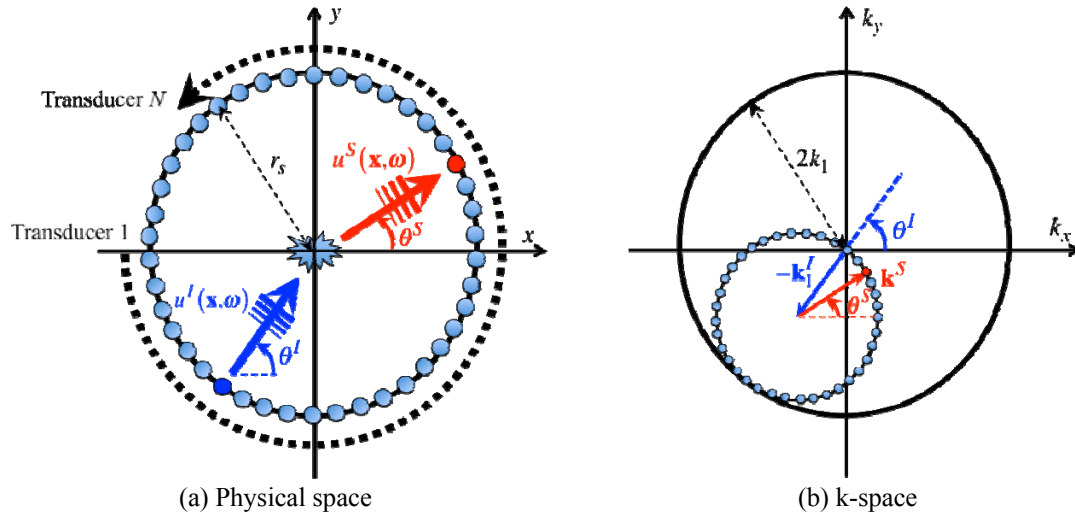 y
Transducer N
r_s
u^S(x,ω)
θ^S
Transducer 1
x
u^I(x,ω)
θ^I
(a) Physical space
k_y
2k_1
θ^I
k_x
-k_1^I
k^S
θ^S
(b) k-space